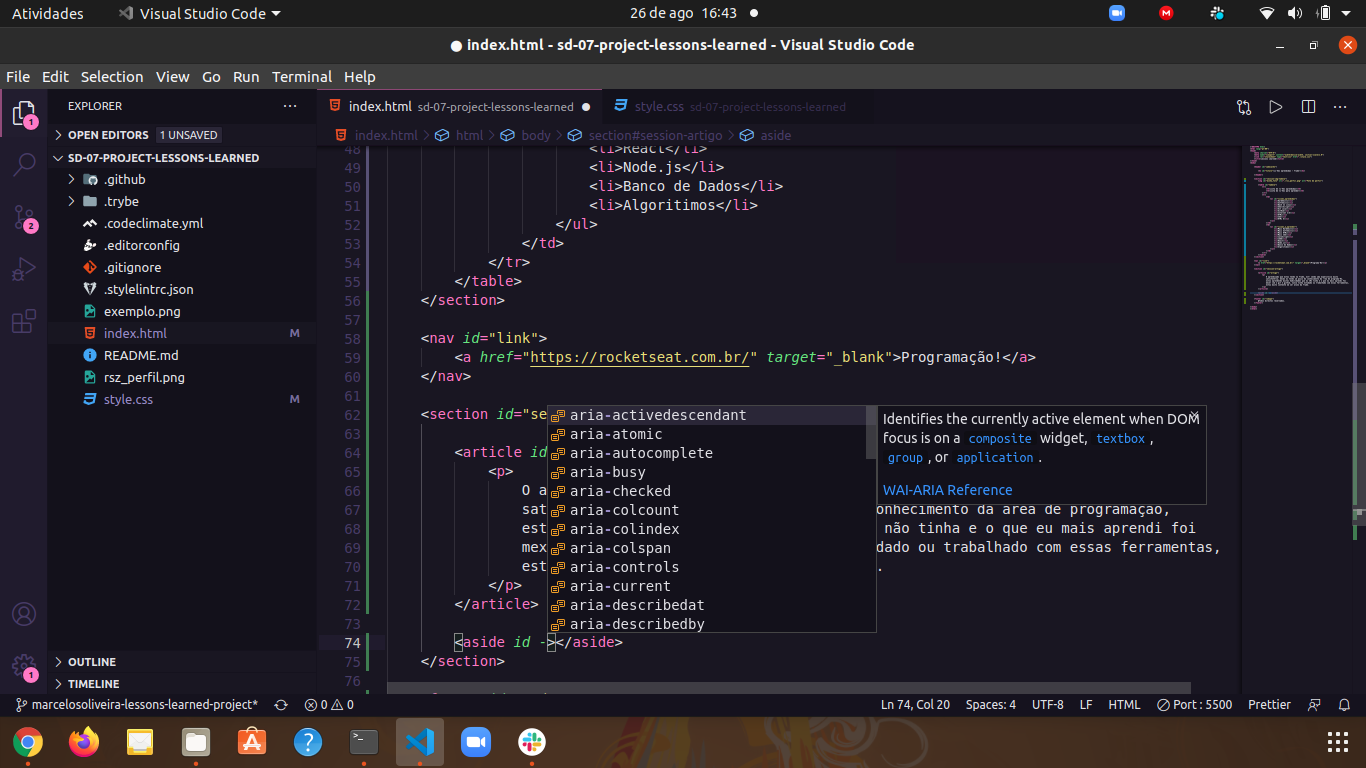 Atividades
Visual Studio Code
26 de ago 16:43
index.html - sd-07-project-lessons-learned - Visual Studio Code
File Edit Selection View Go Run Terminal Help
EXPLORER
index.html sd-07-project-lessons-learned
style.css sd-07-project-lessons-learned
OPEN EDITORS 1 UNSAVED
index.html > html > body > section#session-artigo > aside
SD-07-PROJECT-LESSONS-LEARNED
.github
.trybe
.codeclimate.yml
.editorconfig
.gitignore
.stylelintrc.json
exemplo.png
index.html M
README.md
rsz_perfil.png
style.css M
OUTLINE
TIMELINE
1
2
1
48 <li>React</li>
49 <li>Node.js</li>
50 <li>Banco de Dados</li>
51 <li>Algoritimos</li>
52 </ul>
53 </td>
54 </tr>
55 </table>
56 </section>
57
58 <nav id="link">
59 <a href="https://rocketseat.com.br/" target="_blank">Programação!</a>
60 </nav>
61
62 <section id="se
63
64 <article id
65 <p>
66 O a
67 sat onhecimento da area de programação,
68 est não tinha e o que eu mais aprendi foi
69 mex dado ou trabalhado com essas ferramentas,
70 est .
71 </p>
72 </article>
73
74 <aside id -></aside>
75 </section>
76
aria-activedescendant
aria-atomic
aria-autocomplete
aria-busy
aria-checked
aria-colcount
aria-colindex
aria-colspan
aria-controls
aria-current
aria-describedat
aria-describedby
Identifies the currently active element when DOM
focus is on a composite widget, textbox,
group, or application.
WAI-ARIA Reference
marcelosoliveira-lessons-learned-project* 0 0 Ln 74, Col 20 Spaces: 4 UTF-8 LF HTML Port : 5500 Prettier